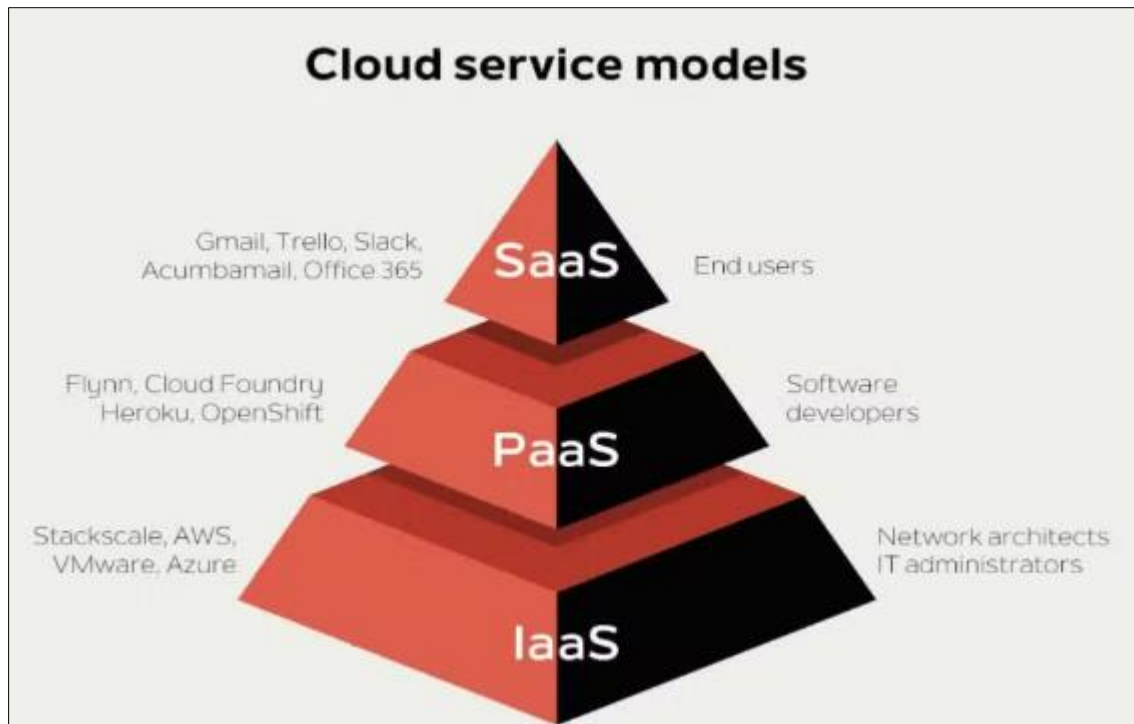 Cloud service models
Gmail, Trello, Slack,
Acumbamail, Office 365
SaaS
End users
Flynn, Cloud Foundry
Heroku, OpenShift
PaaS
Software
developers
Stackscale, AWS,
VMware, Azure
IaaS
Network architects
IT administrators